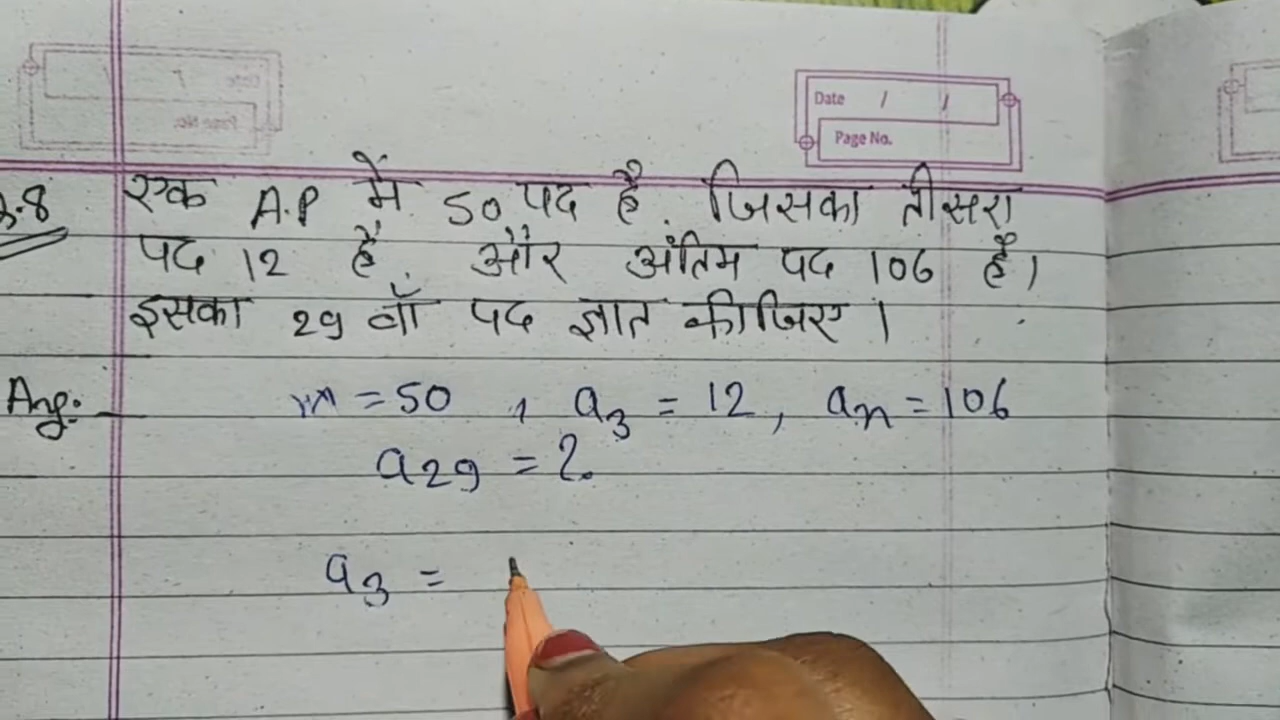 Date / /
Page No.
.8 एक A.P में 50 पद है. जिसका तीसरा
पद 12 है. और अंतिम पद 106 है।
इसका 29 वाँ पद ज्ञात कीजिए।
Ans: n = 50 , a3 = 12, an = 106
a29 = ?
a3 =